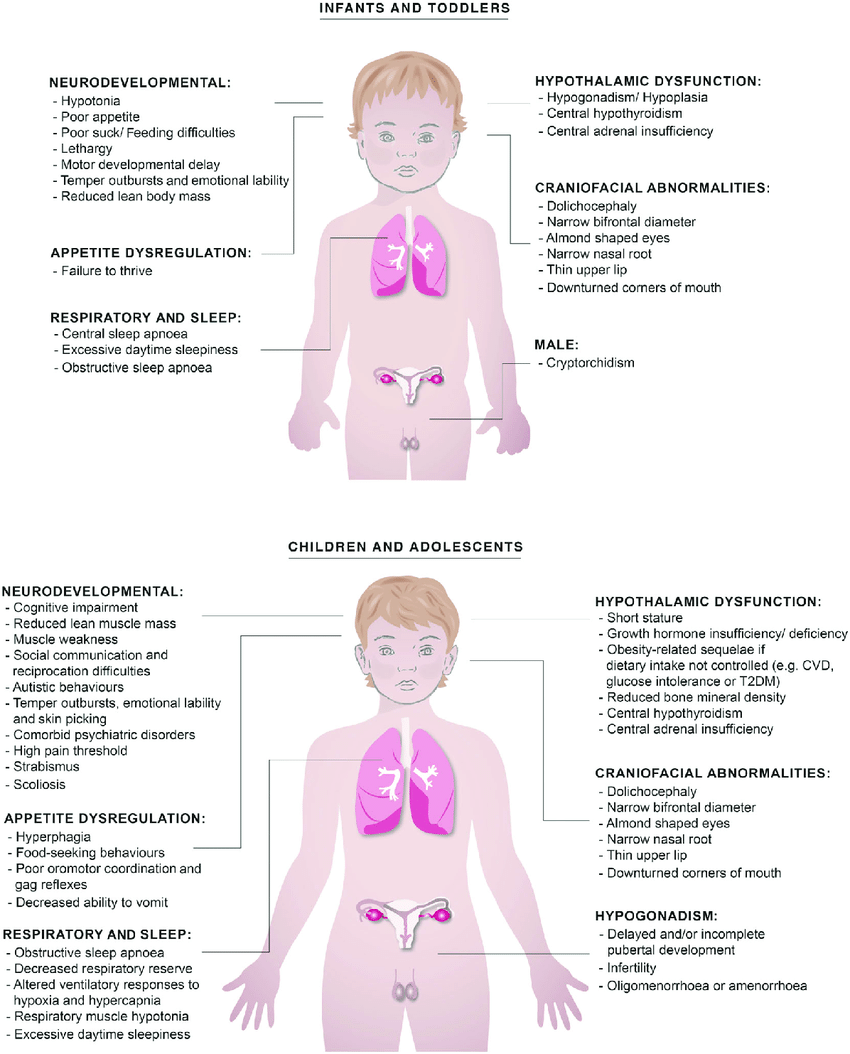 INFANTS AND TODDLERS
NEURODEVELOPMENTAL:
- Hypotonia
- Poor appetite
- Poor suck/ Feeding difficulties
- Lethargy
- Motor developmental delay
- Temper outbursts and emotional lability
- Reduced lean body mass
APPETITE DYSREGULATION:
- Failure to thrive
RESPIRATORY AND SLEEP:
- Central sleep apnoea
- Excessive daytime sleepiness
- Obstructive sleep apnoea
HYPOTHALAMIC DYSFUNCTION:
- Hypogonadism/ Hypoplasia
- Central hypothyroidism
- Central adrenal insufficiency
CRANIOFACIAL ABNORMALITIES:
- Dolichocephaly
- Narrow bifrontal diameter
- Almond shaped eyes
- Narrow nasal root
- Thin upper lip
- Downturned corners of mouth
MALE:
- Cryptorchidism
CHILDREN AND ADOLESCENTS
NEURODEVELOPMENTAL:
- Cognitive impairment
- Reduced lean muscle mass
- Muscle weakness
- Social communication and
reciprocation difficulties
- Autistic behaviours
- Temper outbursts, emotional lability
and skin picking
- Comorbid psychiatric disorders
- High pain threshold
- Strabismus
- Scoliosis
APPETITE DYSREGULATION:
- Hyperphagia
- Food-seeking behaviours
- Poor oromotor coordination and
gag reflexes
- Decreased ability to vomit
RESPIRATORY AND SLEEP:
- Obstructive sleep apnoea
- Decreased respiratory reserve
- Altered ventilatory responses to
hypoxia and hypercapnia
- Respiratory muscle hypotonia
- Excessive daytime sleepiness
HYPOTHALAMIC DYSFUNCTION:
- Short stature
- Growth hormone insufficiency/ deficiency
- Obesity-related sequelae if
dietary intake not controlled (e.g. CVD,
glucose intolerance or T2DM)
- Reduced bone mineral density
- Central hypothyroidism
- Central adrenal insufficiency
CRANIOFACIAL ABNORMALITIES:
- Dolichocephaly
- Narrow bifrontal diameter
- Almond shaped eyes
- Narrow nasal root
- Thin upper lip
- Downturned corners of mouth
HYPOGONADISM:
- Delayed and/or incomplete
pubertal development
- Infertility
- Oligomenorrhoea or amenorrhoea